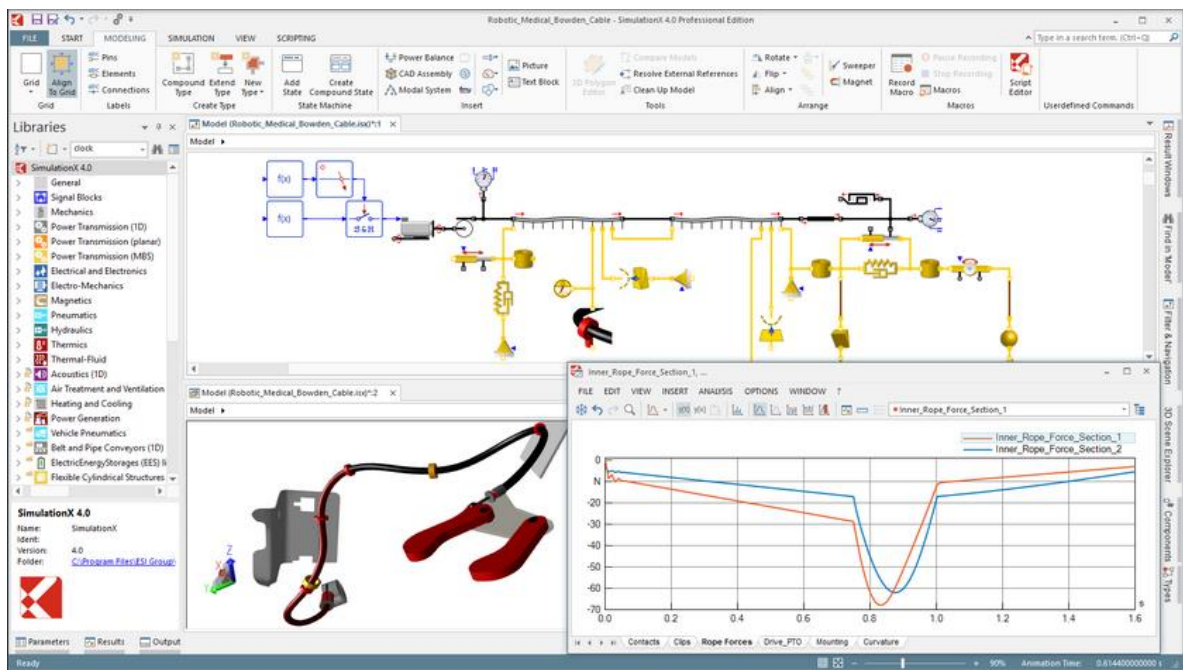 Robotic_Medical_Bowden_Cable - SimulationX 4.0 Professional Edition
FILE START MODELING SIMULATION VIEW SCRIPTING
Type in a search term. (Ctrl+Q)
Grid
Align To Grid
Pins
Elements
Connections
Compound Type
Extend Type
New Type
Add State
Create Compound State
Power Balance
CAD Assembly
Modal System
Picture
Text Block
3D Polygon Editor
Compare Models
Resolve External References
Clean Up Model
Rotate
Flip
Align
Sweeper
Magnet
Record Macro
Pause Recording
Stop Recording
Macros
Script Editor
Grid Labels Create Type State Machine Insert Tools Arrange Macros Userdefined Commands
Libraries
clock
SimulationX 4.0
General
Signal Blocks
Mechanics
Power Transmission (1D)
Power Transmission (planar)
Power Transmission (MBS)
Electrical and Electronics
Electro-Mechanics
Magnetics
Pneumatics
Hydraulics
Thermics
Thermal-Fluid
Acoustics (1D)
Air Treatment and Ventilation
Heating and Cooling
Power Generation
Vehicle Pneumatics
Belt and Pipe Conveyors (1D)
ElectricEnergyStorages (EES) li
Flexible Cylindrical Structures
SimulationX 4.0
Name: SimulationX
Ident:
Version: 4.0
Folder: C:\Program Files\ESI Group\
Parameters Results Output
Ready
Model (Robotic_Medical_Bowden_Cable.isx)*:1
Model
f(x)
f(x)
Model (Robotic_Medical_Bowden_Cable.isx)*:2
Model
Z
X
Y
Inner_Rope_Force_Section_1, ...
FILE EDIT VIEW INSERT ANALYSIS OPTIONS WINDOW ?
Inner_Rope_Force_Section_1
Inner_Rope_Force_Section_1
Inner_Rope_Force_Section_2
0
N
-20
-30
-40
-50
-60
-70
0.0 0.2 0.4 0.6 0.8 1.0 1.2 1.4 1.6
s
Contacts Clips Rope Forces Drive_PTO Mounting Curvature
Result Windows
Find in 'Model'
Filter & Navigation
3D Scene Explorer
Components
Types
90% Animation Time: